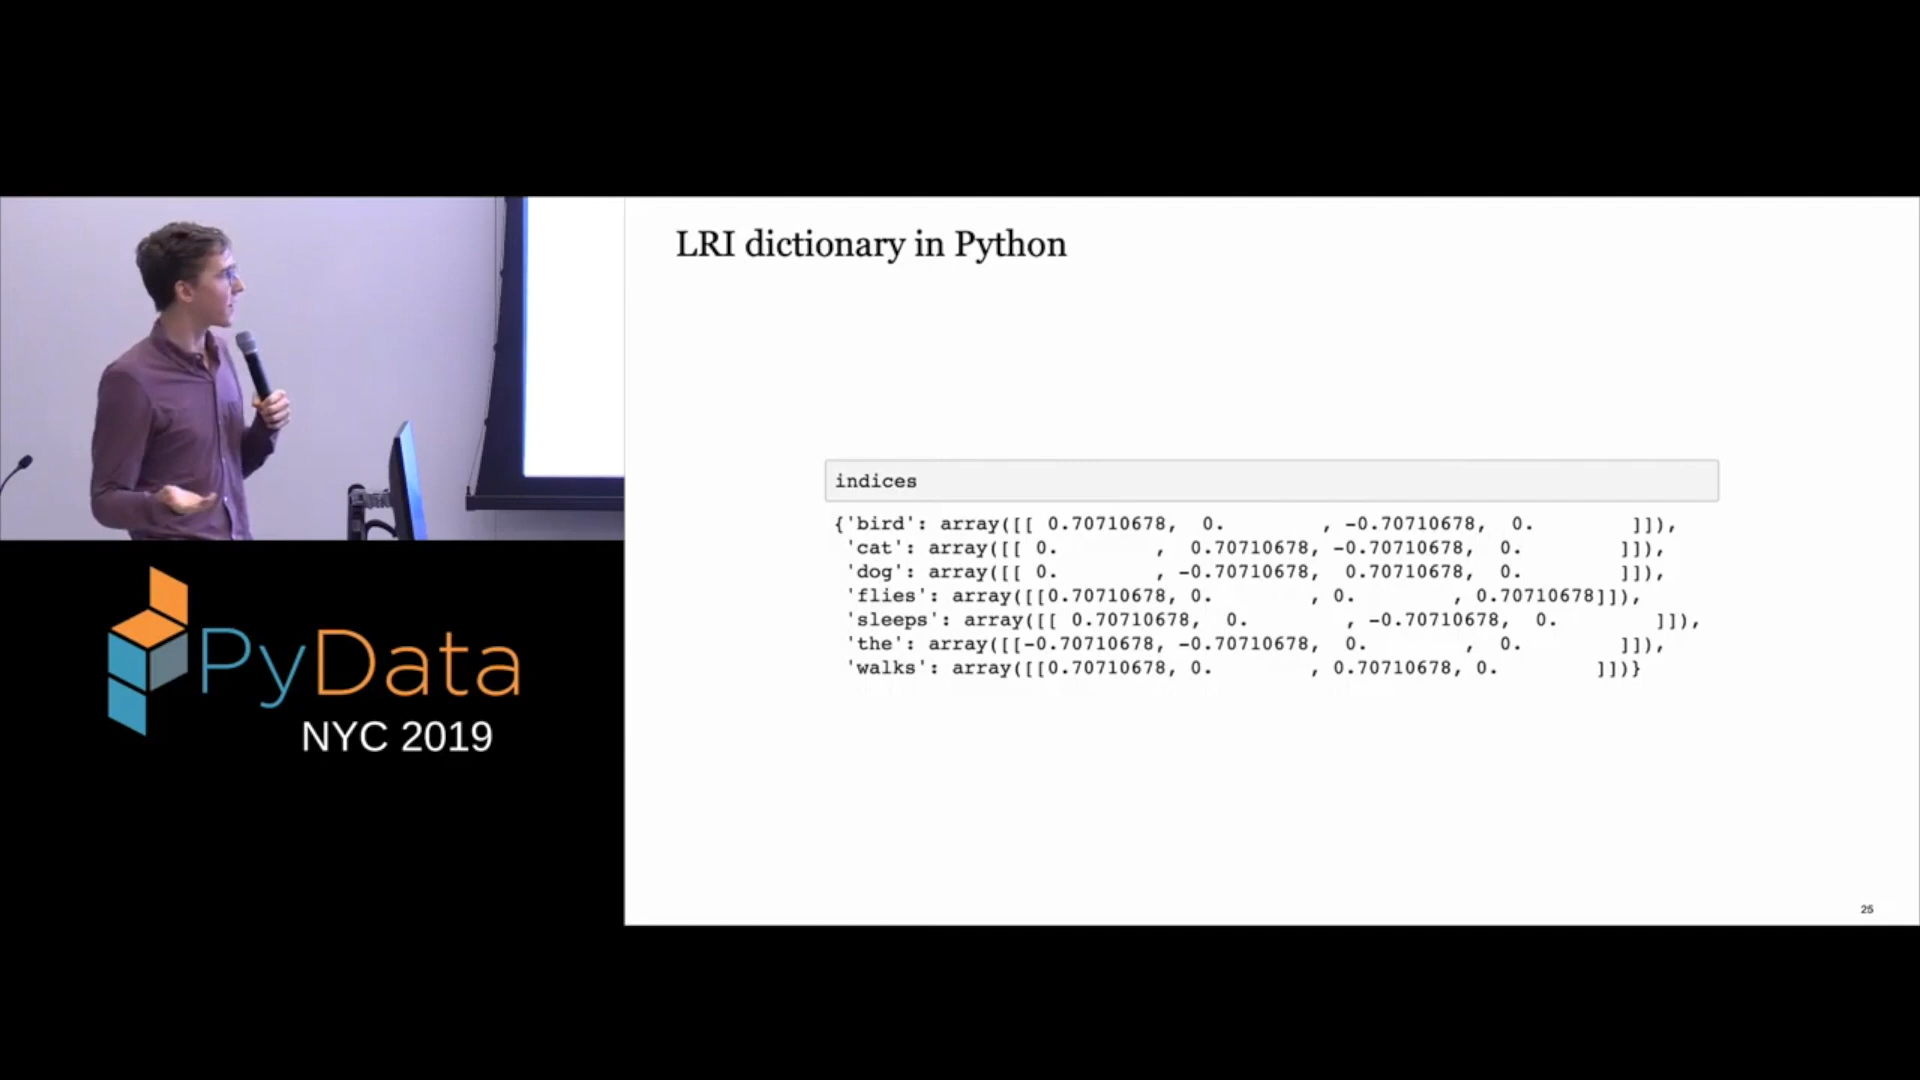 LRI dictionary in Python
indices
{'bird': array([[ 0.70710678,  0.        , -0.70710678,  0.        ]]),
 'cat': array([[ 0.        ,  0.70710678, -0.70710678,  0.        ]]),
 'dog': array([[ 0.        , -0.70710678,  0.70710678,  0.        ]]),
 'flies': array([[0.70710678, 0.        , 0.        , 0.70710678]]),
 'sleeps': array([[ 0.70710678,  0.        , -0.70710678,  0.        ]]),
 'the': array([[-0.70710678, -0.70710678,  0.        ,  0.        ]]),
 'walks': array([[0.70710678, 0.        , 0.70710678, 0.        ]])}
PyData
NYC 2019
25